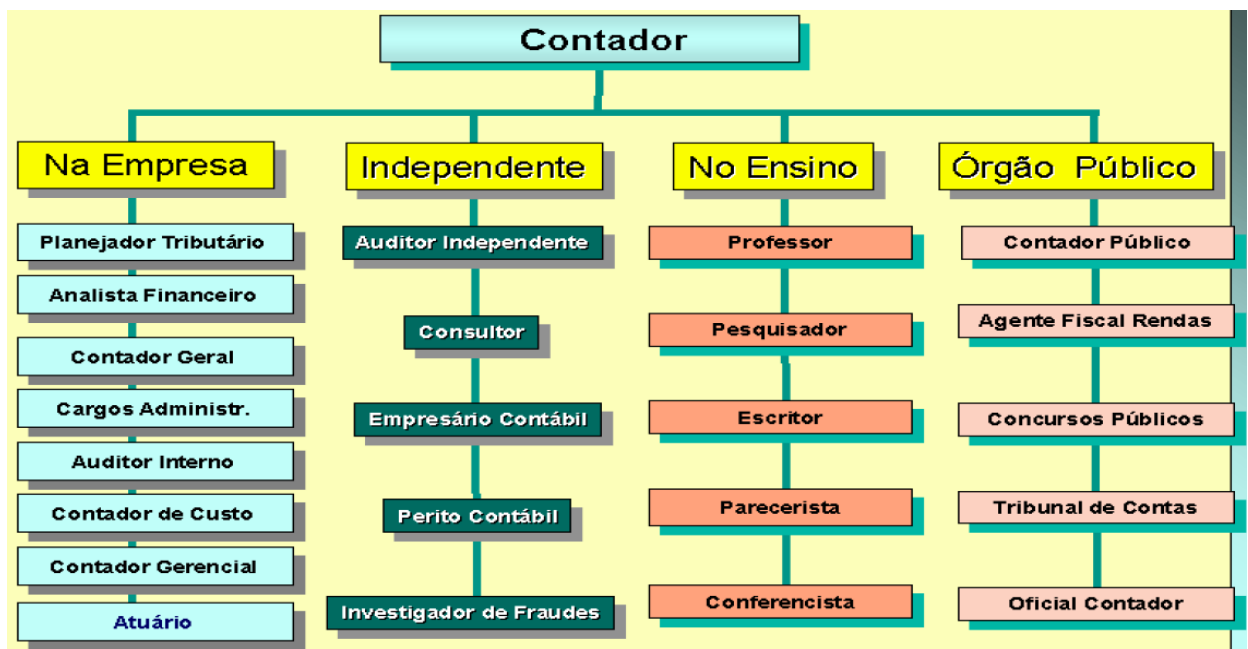 Contador
Na Empresa
Planejador Tributário
Analista Financeiro
Contador Geral
Cargos Administr.
Auditor Interno
Contador de Custo
Contador Gerencial
Atuário
Independente
Auditor Independente
Consultor
Empresário Contábil
Perito Contábil
Investigador de Fraudes
No Ensino
Professor
Pesquisador
Escritor
Parecerista
Conferencista
Órgão Público
Contador Público
Agente Fiscal Rendas
Concursos Públicos
Tribunal de Contas
Oficial Contador